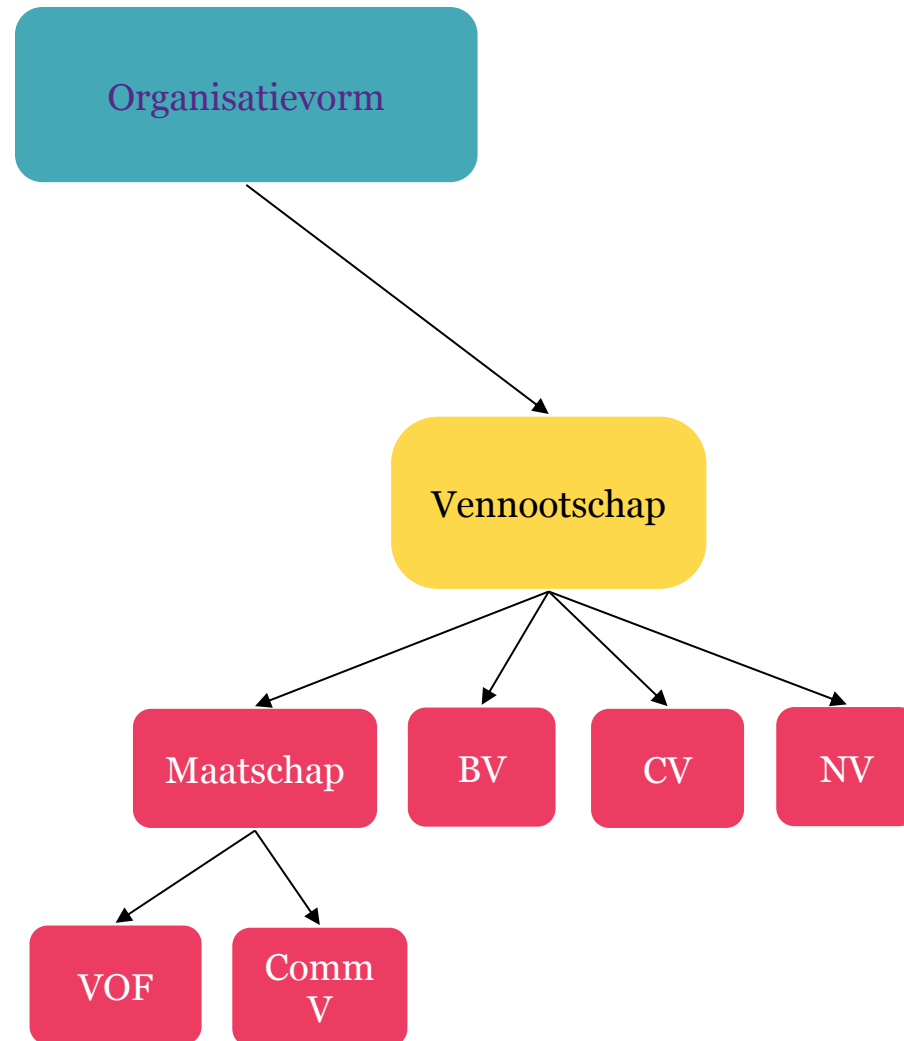 Organisatievorm
Vennootschap
Maatschap
BV
CV
NV
VOF
Comm
V